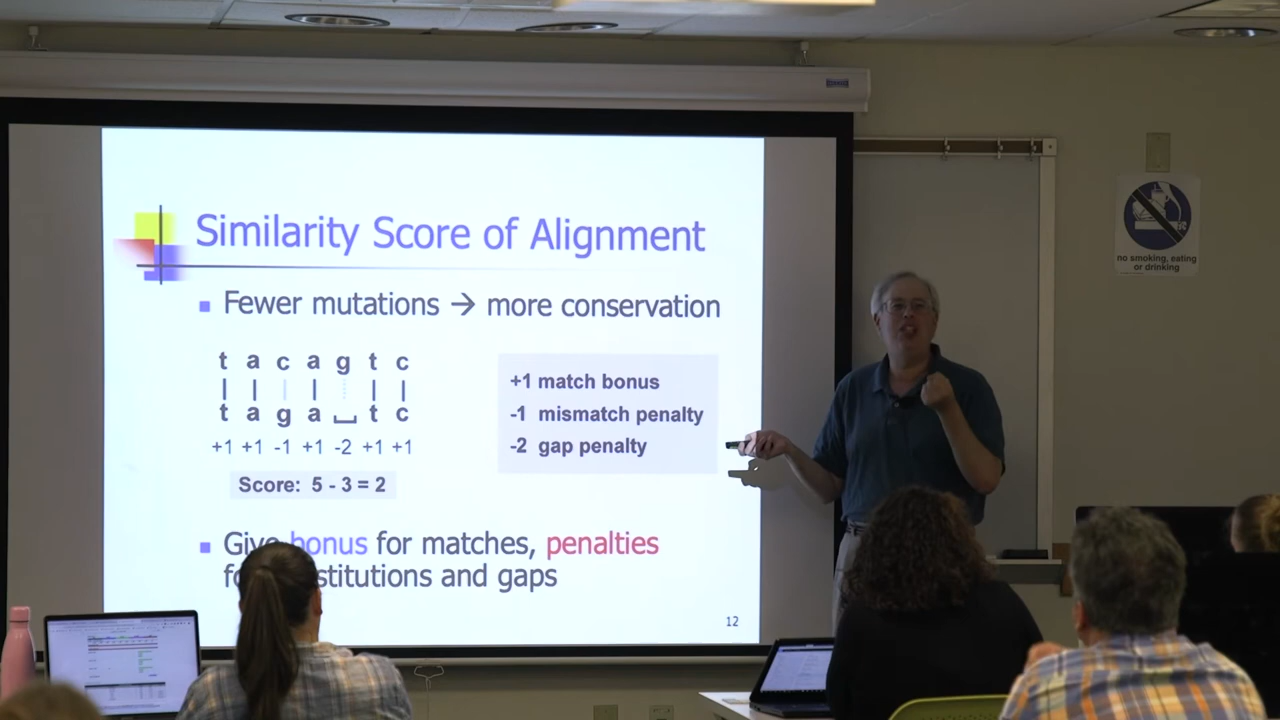 Similarity Score of Alignment
Fewer mutations → more conservation
t a c a g t c
t a g a ⎵ t c
+1 +1 -1 +1 -2 +1 +1
Score: 5 - 3 = 2
+1 match bonus
-1 mismatch penalty
-2 gap penalty
Give bonus for matches, penalties
stitutions and gaps
12
no smoking, eating
or drinking